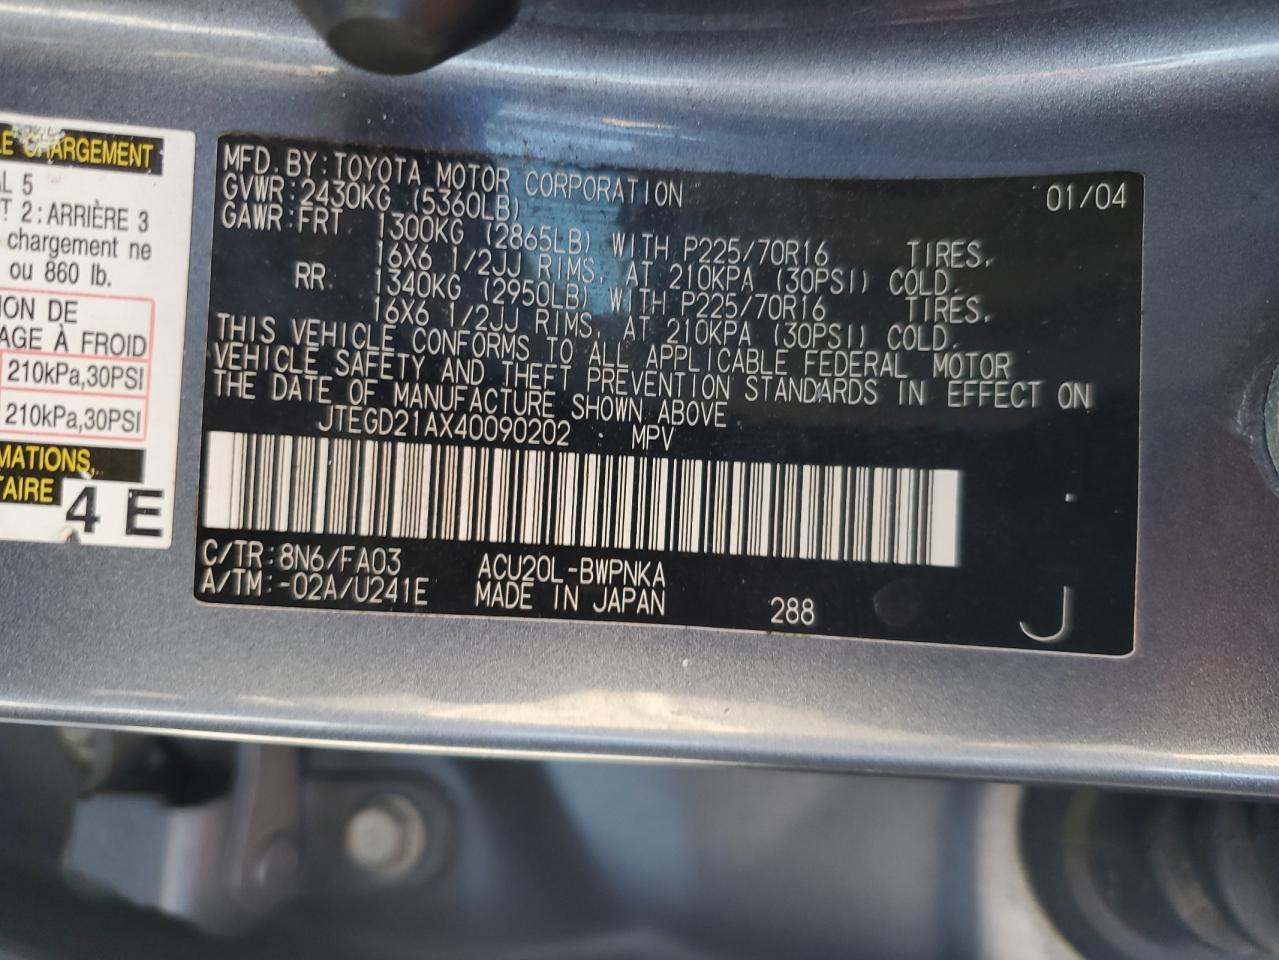 LE CHARGEMENT
AL 5
T 2: ARRIÈRE 3
chargement ne
ou 860 lb.
ION DE
AGE À FROID
210kPa,30PSI
210kPa,30PSI
MATIONS,
TAIRE
4 E
MFD. BY: TOYOTA MOTOR CORPORATION 01/04
GVWR: 2430KG (5360LB)
GAWR: FRT 1300KG (2865LB) WITH P225/70R16 TIRES,
16X6 1/2JJ RIMS, AT 210KPA (30PSI) COLD.
RR 1340KG (2950LB) WITH P225/70R16 TIRES,
16X6 1/2JJ RIMS, AT 210KPA (30PSI) COLD.
THIS VEHICLE CONFORMS TO ALL APPLICABLE FEDERAL MOTOR
VEHICLE SAFETY AND THEFT PREVENTION STANDARDS IN EFFECT ON
THE DATE OF MANUFACTURE SHOWN ABOVE
JTEGD21AX40090202 MPV
C/TR: 8N6/FA03 ACU20L-BWPNKA
A/TM: -02A/U241E MADE IN JAPAN 288 J